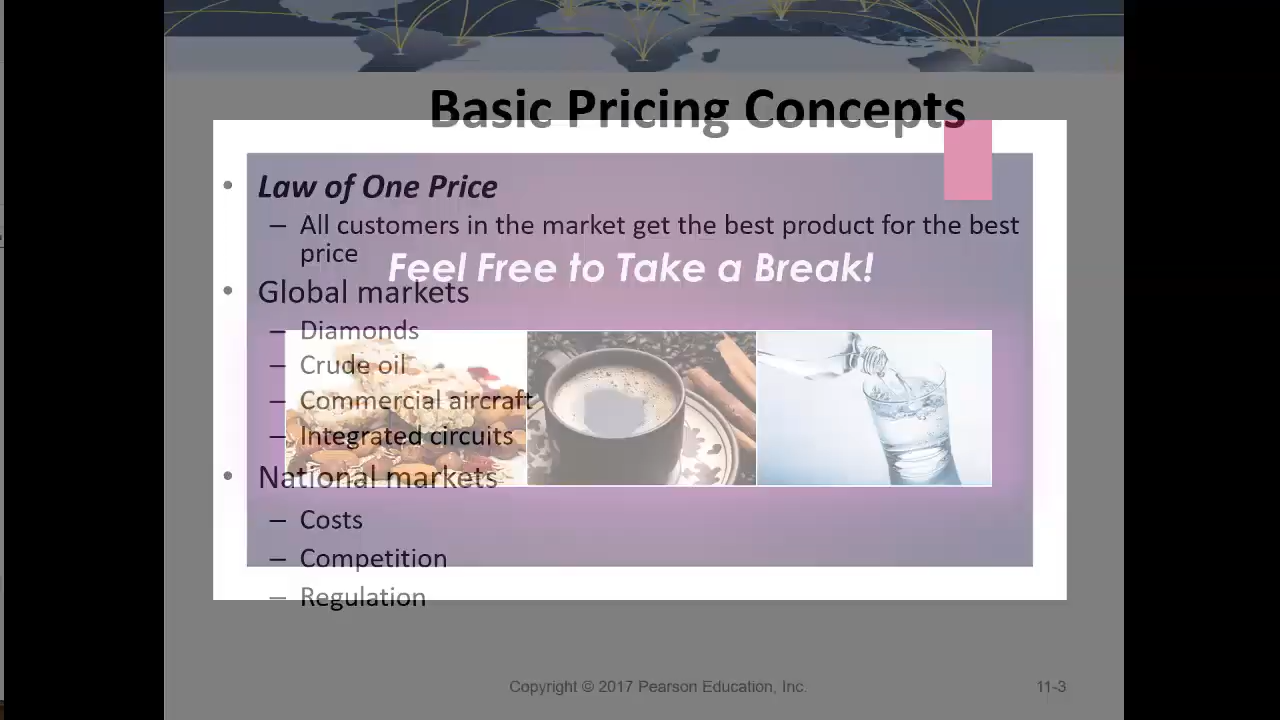 Basic Pricing Concepts
• Law of One Price
– All customers in the market get the best product for the best
price
Feel Free to Take a Break!
• Global markets
– Diamonds
– Crude oil
– Commercial aircraft
– Integrated circuits
• National markets
– Costs
– Competition
– Regulation
Copyright © 2017 Pearson Education, Inc.
11-3